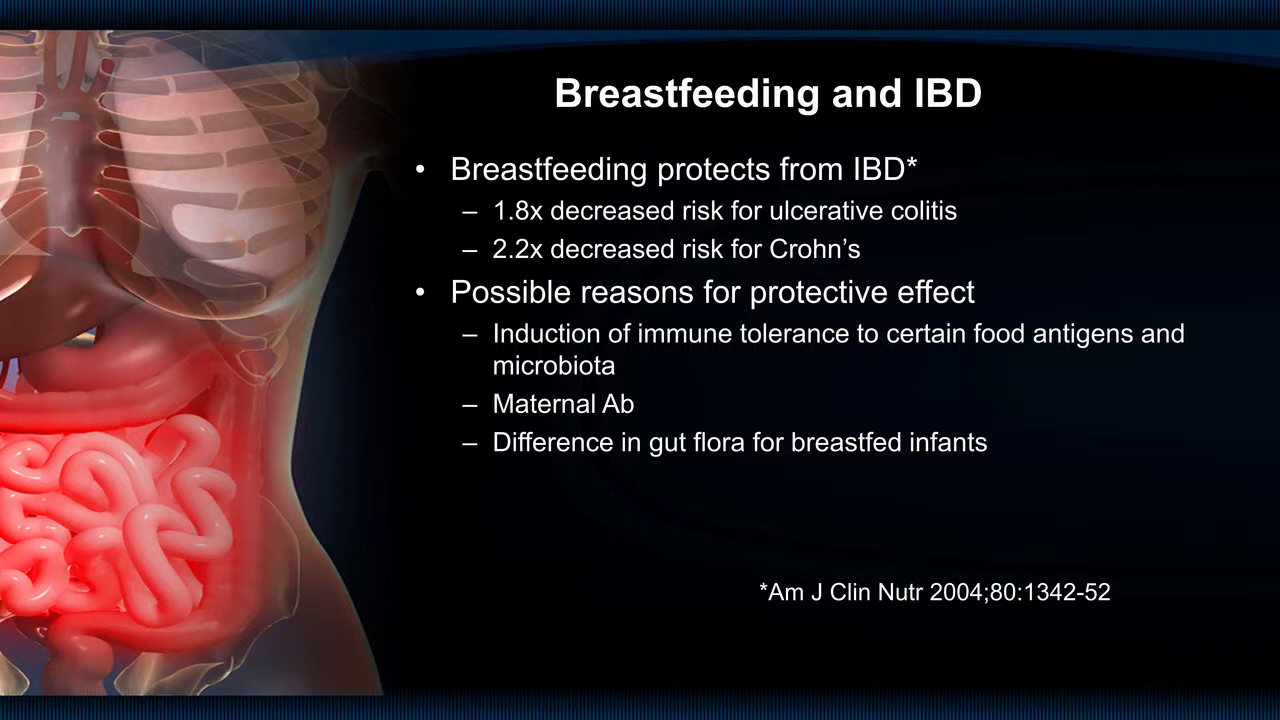 Breastfeeding and IBD
• Breastfeeding protects from IBD*
– 1.8x decreased risk for ulcerative colitis
– 2.2x decreased risk for Crohn’s
• Possible reasons for protective effect
– Induction of immune tolerance to certain food antigens and
microbiota
– Maternal Ab
– Difference in gut flora for breastfed infants
*Am J Clin Nutr 2004;80:1342-52